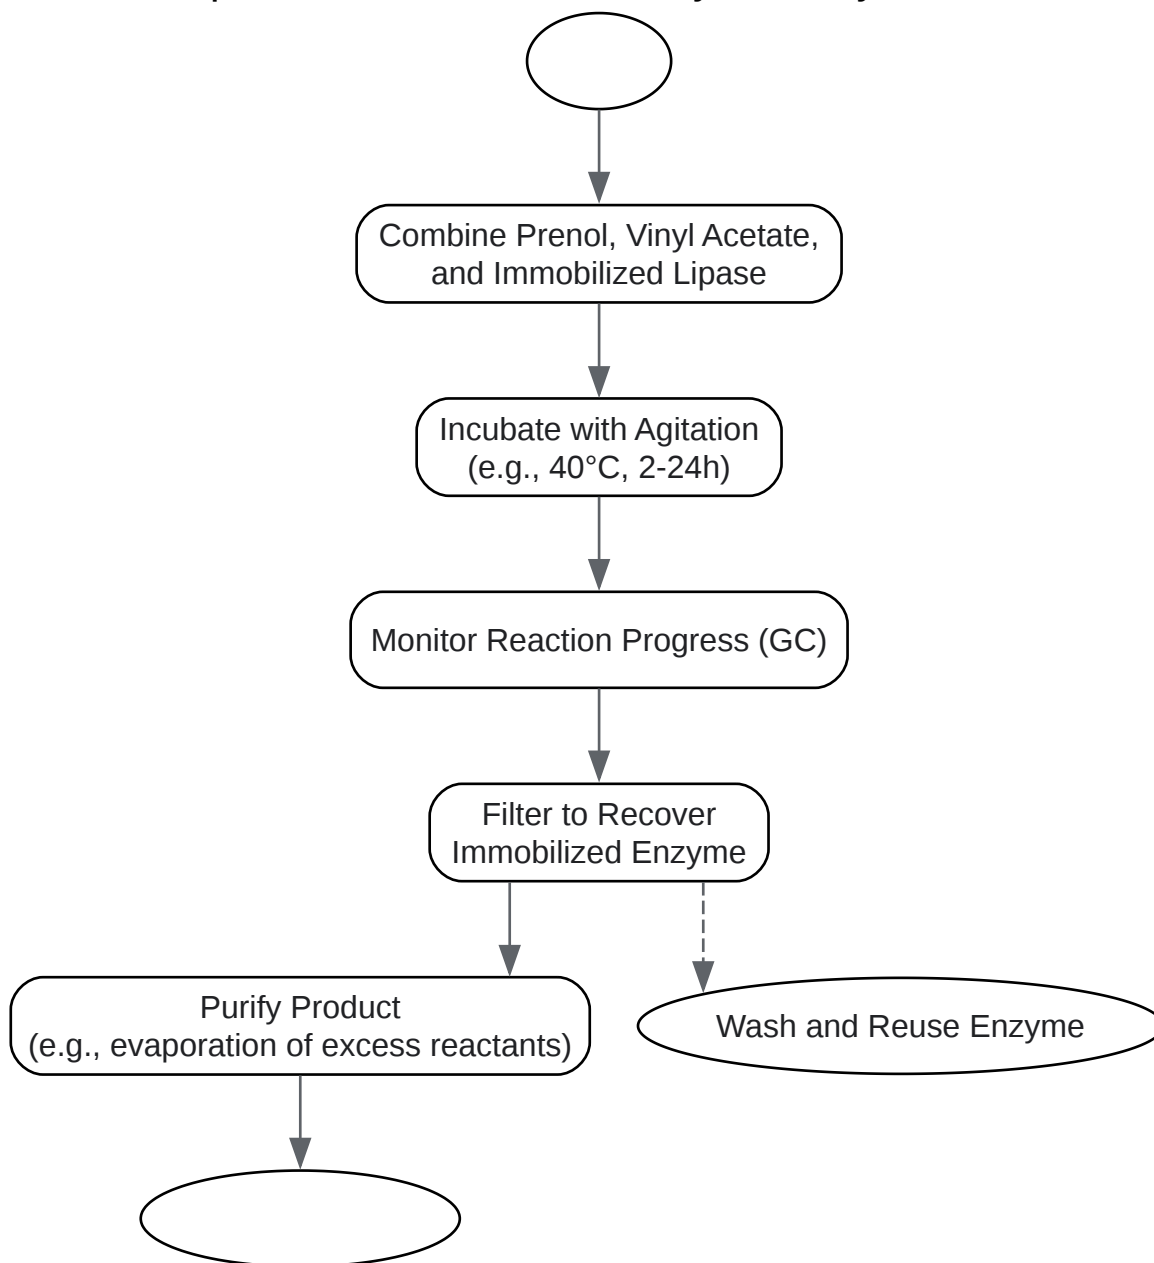 Combine Prenol, Vinyl Acetate,
and Immobilized Lipase
Incubate with Agitation
(e.g., 40°C, 2-24h)
Monitor Reaction Progress (GC)
Filter to Recover
Immobilized Enzyme
Purify Product
(e.g., evaporation of excess reactants)
Wash and Reuse Enzyme